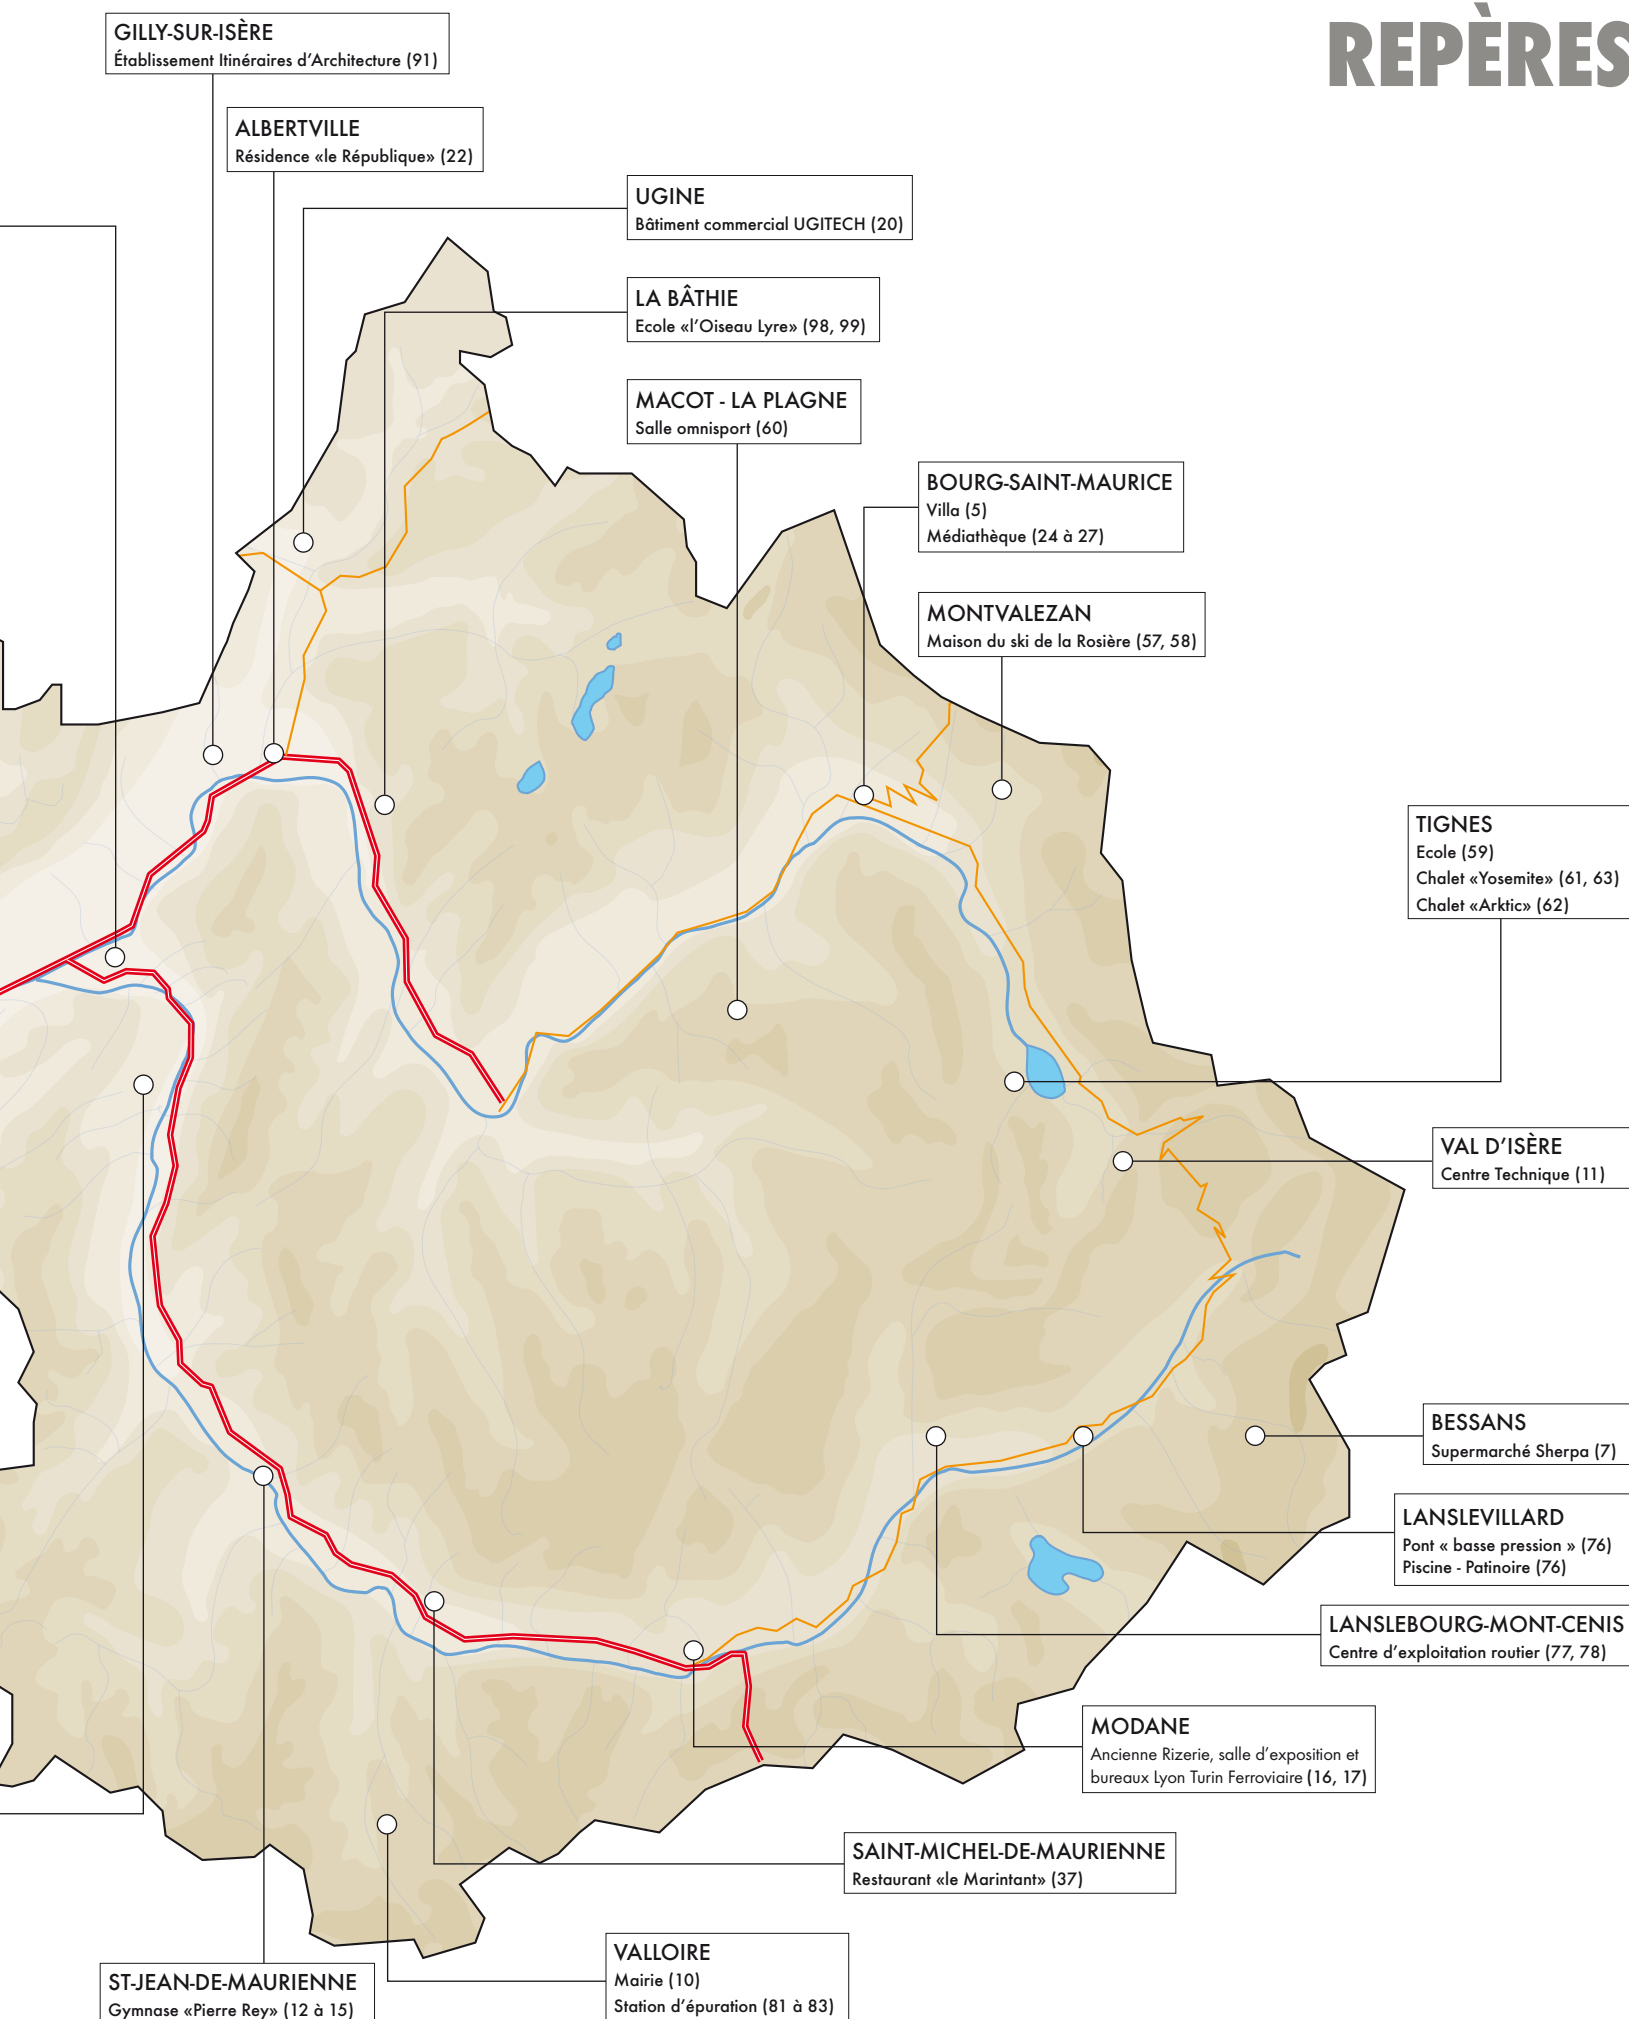 REPÈRES
GILLY-SUR-ISÈRE
Établissement Itinéraires d'Architecture (91)
ALBERTVILLE
Résidence «le République» (22)
UGINE
Bâtiment commercial UGITECH (20)
LA BÂTHIE
Ecole «l'Oiseau Lyre» (98, 99)
MACOT - LA PLAGNE
Salle omnisport (60)
BOURG-SAINT-MAURICE
Villa (5)
Médiathèque (24 à 27)
MONTVALEZAN
Maison du ski de la Rosière (57, 58)
TIGNES
Ecole (59)
Chalet «Yosemite» (61, 63)
Chalet «Arktic» (62)
VAL D'ISÈRE
Centre Technique (11)
BESSANS
Supermarché Sherpa (7)
LANSLEVILLARD
Pont « basse pression » (76)
Piscine - Patinoire (76)
LANSLEBOURG-MONT-CENIS
Centre d'exploitation routier (77, 78)
MODANE
Ancienne Rizerie, salle d'exposition et
bureaux Lyon Turin Ferroviaire (16, 17)
SAINT-MICHEL-DE-MAURIENNE
Restaurant «le Marintant» (37)
VALLOIRE
Mairie (10)
Station d'épuration (81 à 83)
ST-JEAN-DE-MAURIENNE
Gymnase «Pierre Rey» (12 à 15)